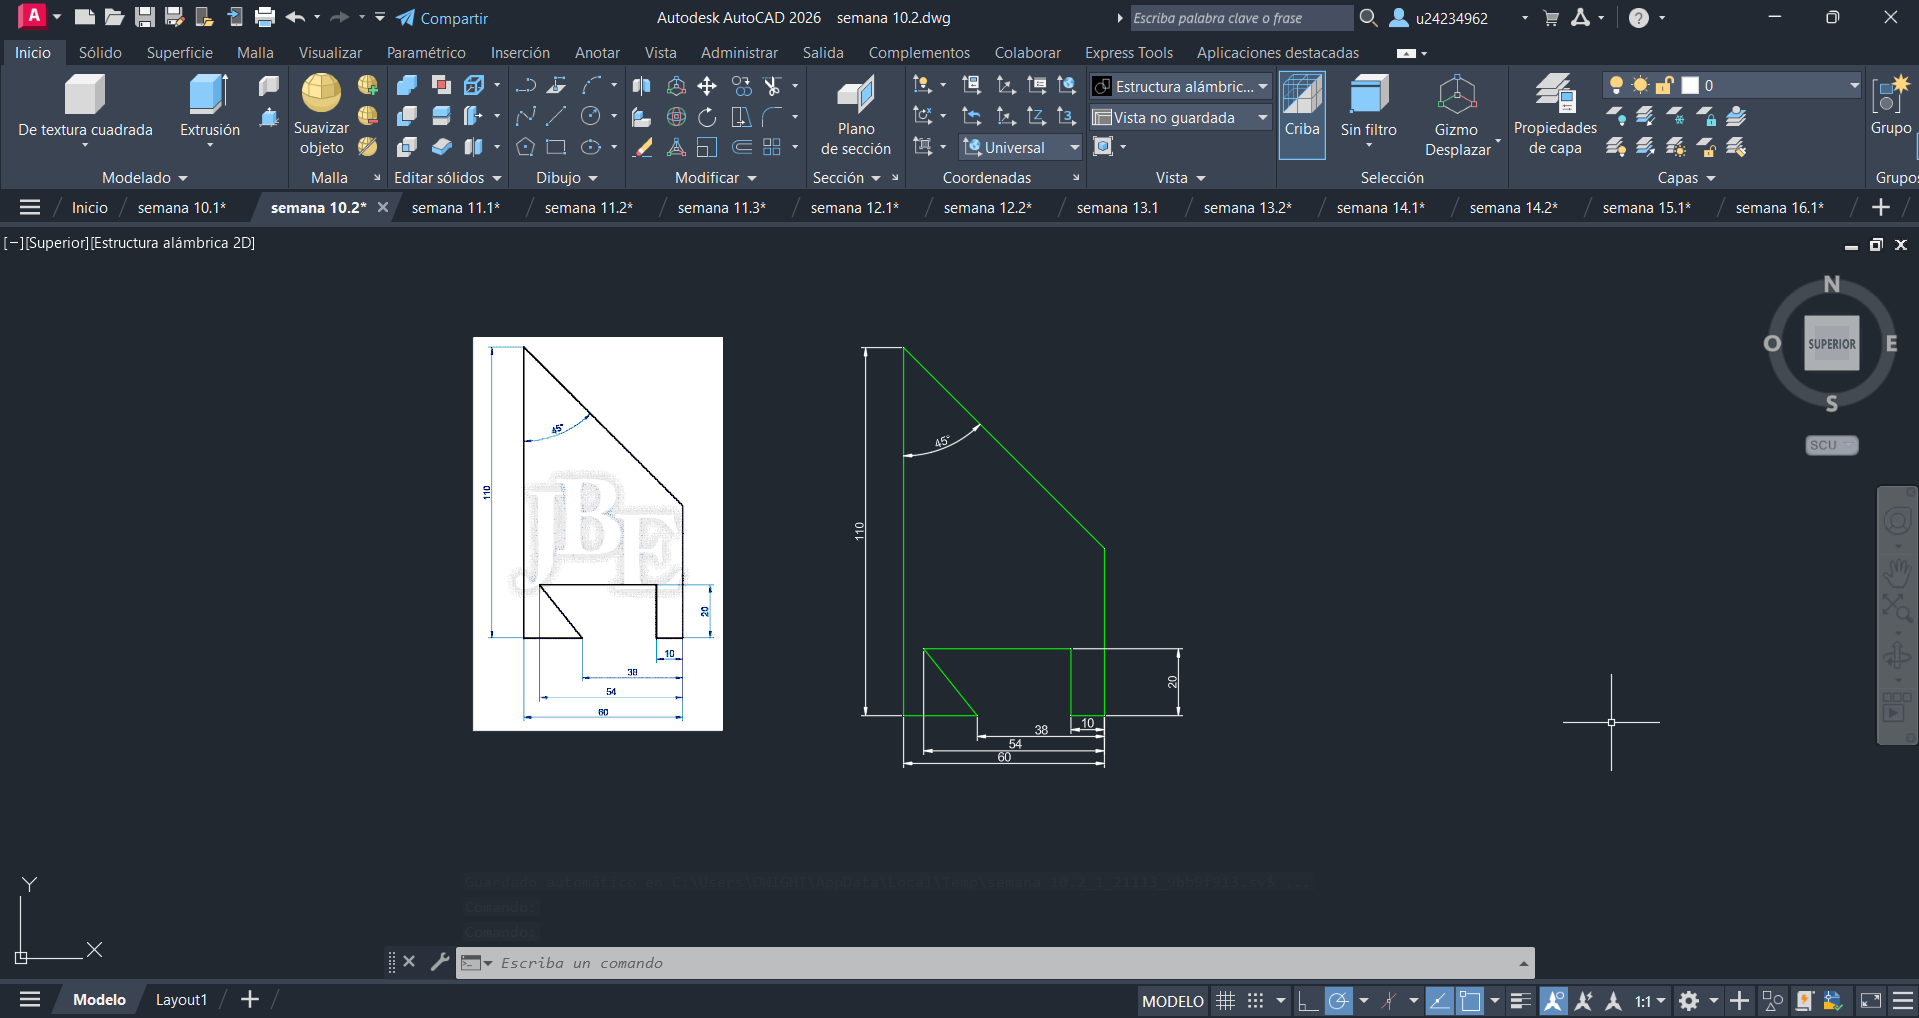 Compartir
Autodesk AutoCAD 2026 semana 10.2.dwg
Escriba palabra clave o frase
u24234962
Inicio Sólido Superficie Malla Visualizar Paramétrico Inserción Anotar Vista Administrar Salida Complementos Colaborar Express Tools Aplicaciones destacadas
De textura cuadrada
Extrusión
Suavizar objeto
Plano de sección
Universal
Estructura alámbric...
Vista no guardada
Criba
Sin filtro
Gizmo Desplazar
Propiedades de capa
0
Grupo
Modelado Malla Editar sólidos Dibujo Modificar Sección Coordenadas Vista Selección Capas Grupos
Inicio semana 10.1* semana 10.2* semana 11.1* semana 11.2* semana 11.3* semana 12.1* semana 12.2* semana 13.1 semana 13.2* semana 14.1* semana 14.2* semana 15.1* semana 16.1*
[−][Superior][Estructura alámbrica 2D]
N
O SUPERIOR E
S
SCU
45°
110
JBE
20
10
38
54
60
45°
110
20
10
38
54
60
Comando:
Comando:
Y
X
Escriba un comando
Modelo Layout1
MODELO
1:1